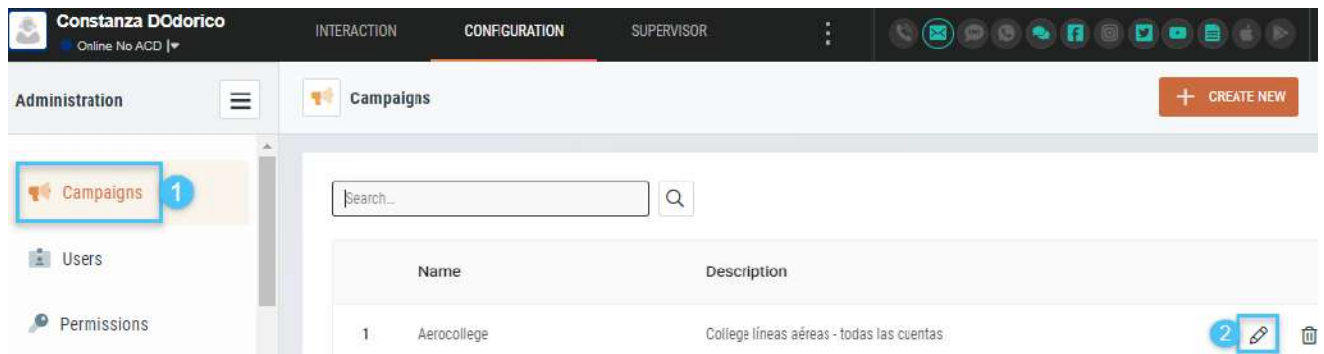 Constanza DOdorico
Online No ACD
INTERACTION
CONFIGURATION
SUPERVISOR
Administration
Campaigns
CREATE NEW
Campaigns 1
Search...
Users
Name
Description
Permissions
1
Aerocollege
College líneas aéreas - todas las cuentas
2